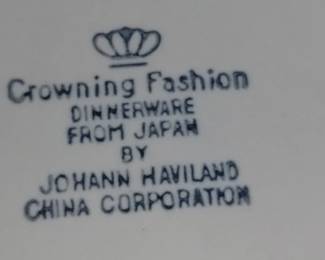 Crowning Fashion
DINNERWARE
FROM JAPAN
BY
JOHANN HAVILAND
CHINA CORPORATION